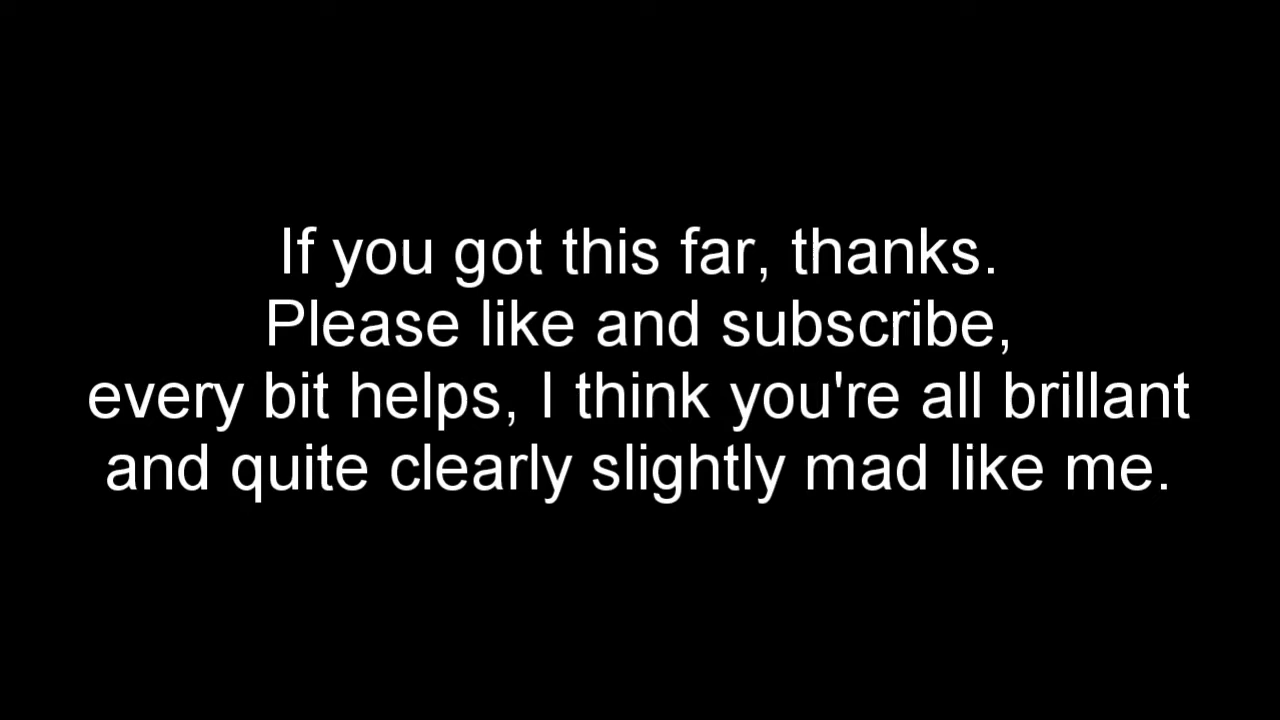 If you got this far, thanks.
Please like and subscribe,
every bit helps, I think you're all brillant
and quite clearly slightly mad like me.